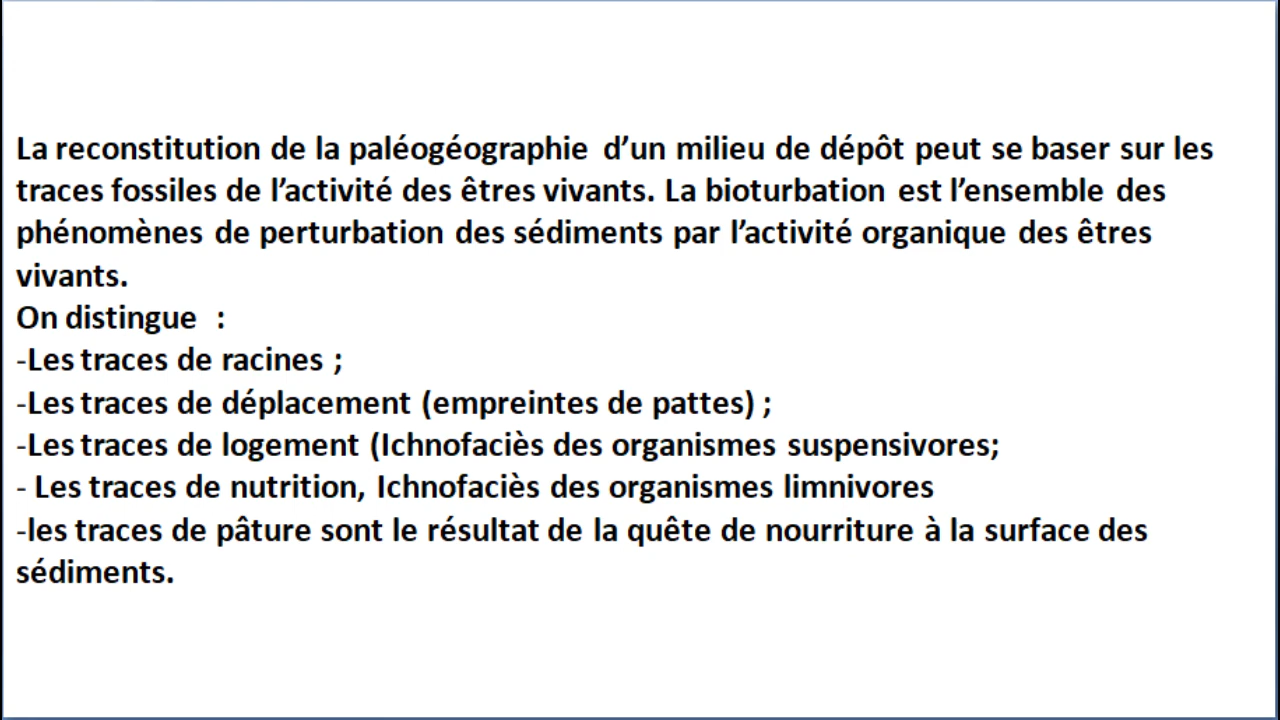 La reconstitution de la paléogéographie d’un milieu de dépôt peut se baser sur les
traces fossiles de l’activité des êtres vivants. La bioturbation est l’ensemble des
phénomènes de perturbation des sédiments par l’activité organique des êtres
vivants.
On distingue :
-Les traces de racines ;
-Les traces de déplacement (empreintes de pattes) ;
-Les traces de logement (Ichnofaciès des organismes suspensivores;
- Les traces de nutrition, Ichnofaciès des organismes limnivores
-les traces de pâture sont le résultat de la quête de nourriture à la surface des
sédiments.